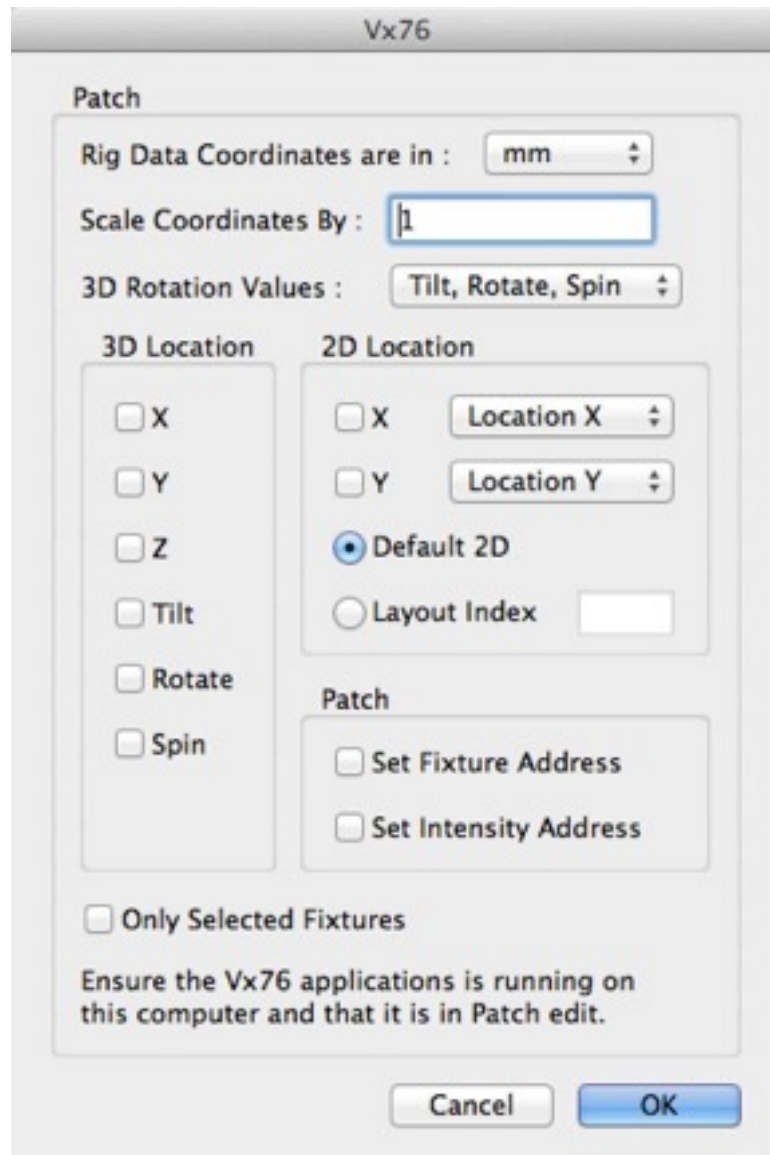 Vx76
Patch
Rig Data Coordinates are in : mm
Scale Coordinates By : 1
3D Rotation Values : Tilt, Rotate, Spin
3D Location
X
Y
Z
Tilt
Rotate
Spin
2D Location
X Location X
Y Location Y
Default 2D
Layout Index
Patch
Set Fixture Address
Set Intensity Address
Only Selected Fixtures
Ensure the Vx76 applications is running on
this computer and that it is in Patch edit.
Cancel OK